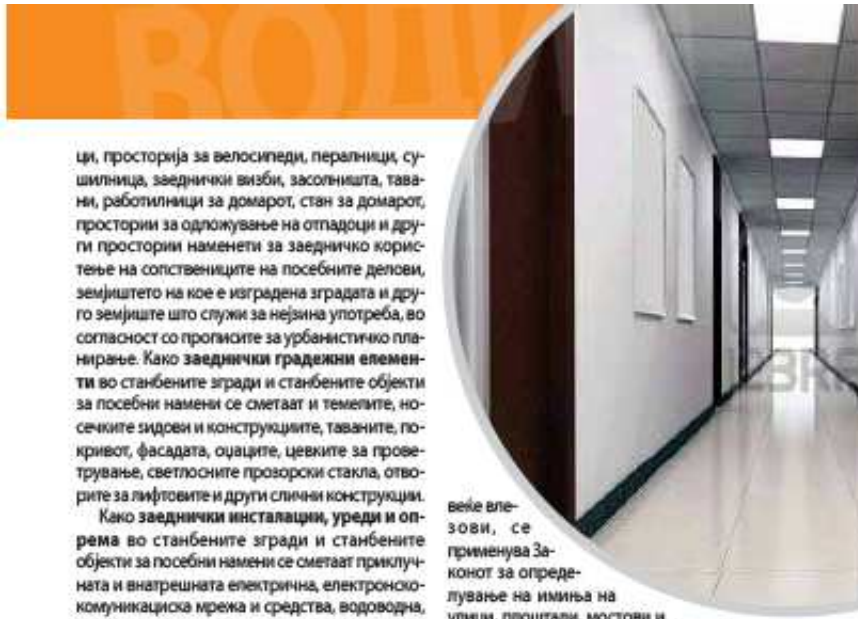 ВОДИ
ци, просторија за велосипеди, перални­ци, су-
шилница, заеднички визби, засолништа, тава-
ни, работилници за домарот, стан за домарот,
простории за одложување на отпадоци и дру-
ги простории наменети за заедничко корис-
тење на сопствениците на посебните делови,
земјиштето на кое е изградена зградата и дру-
го земјиште што служи за нејзина употреба, во
согласност со прописите за урбанистичко пла-
нирање. Како заеднички градежни елемен-
ти во станбените згради и станбените објекти
за посебни намени се сметаат и темелите, но-
сечките ѕидови и конструкциите, таваните, по-
кривот, фасадата, оџаците, цевките за прове-
трување, светлосните прозорски стакла, отво-
рите за лифтовите и други слични конструкции.
Како заеднички инсталации, уреди и оп-
рема во станбените згради и станбените
објекти за посебни намени се сметаат приклуч-
ната и внатрешната електрична, електронско-
комуникациска мрежа и средства, водоводна,
веќе вле-
зови, се
применува За-
конот за опреде-
лување на имиња на
улици, плоштади, мостови и